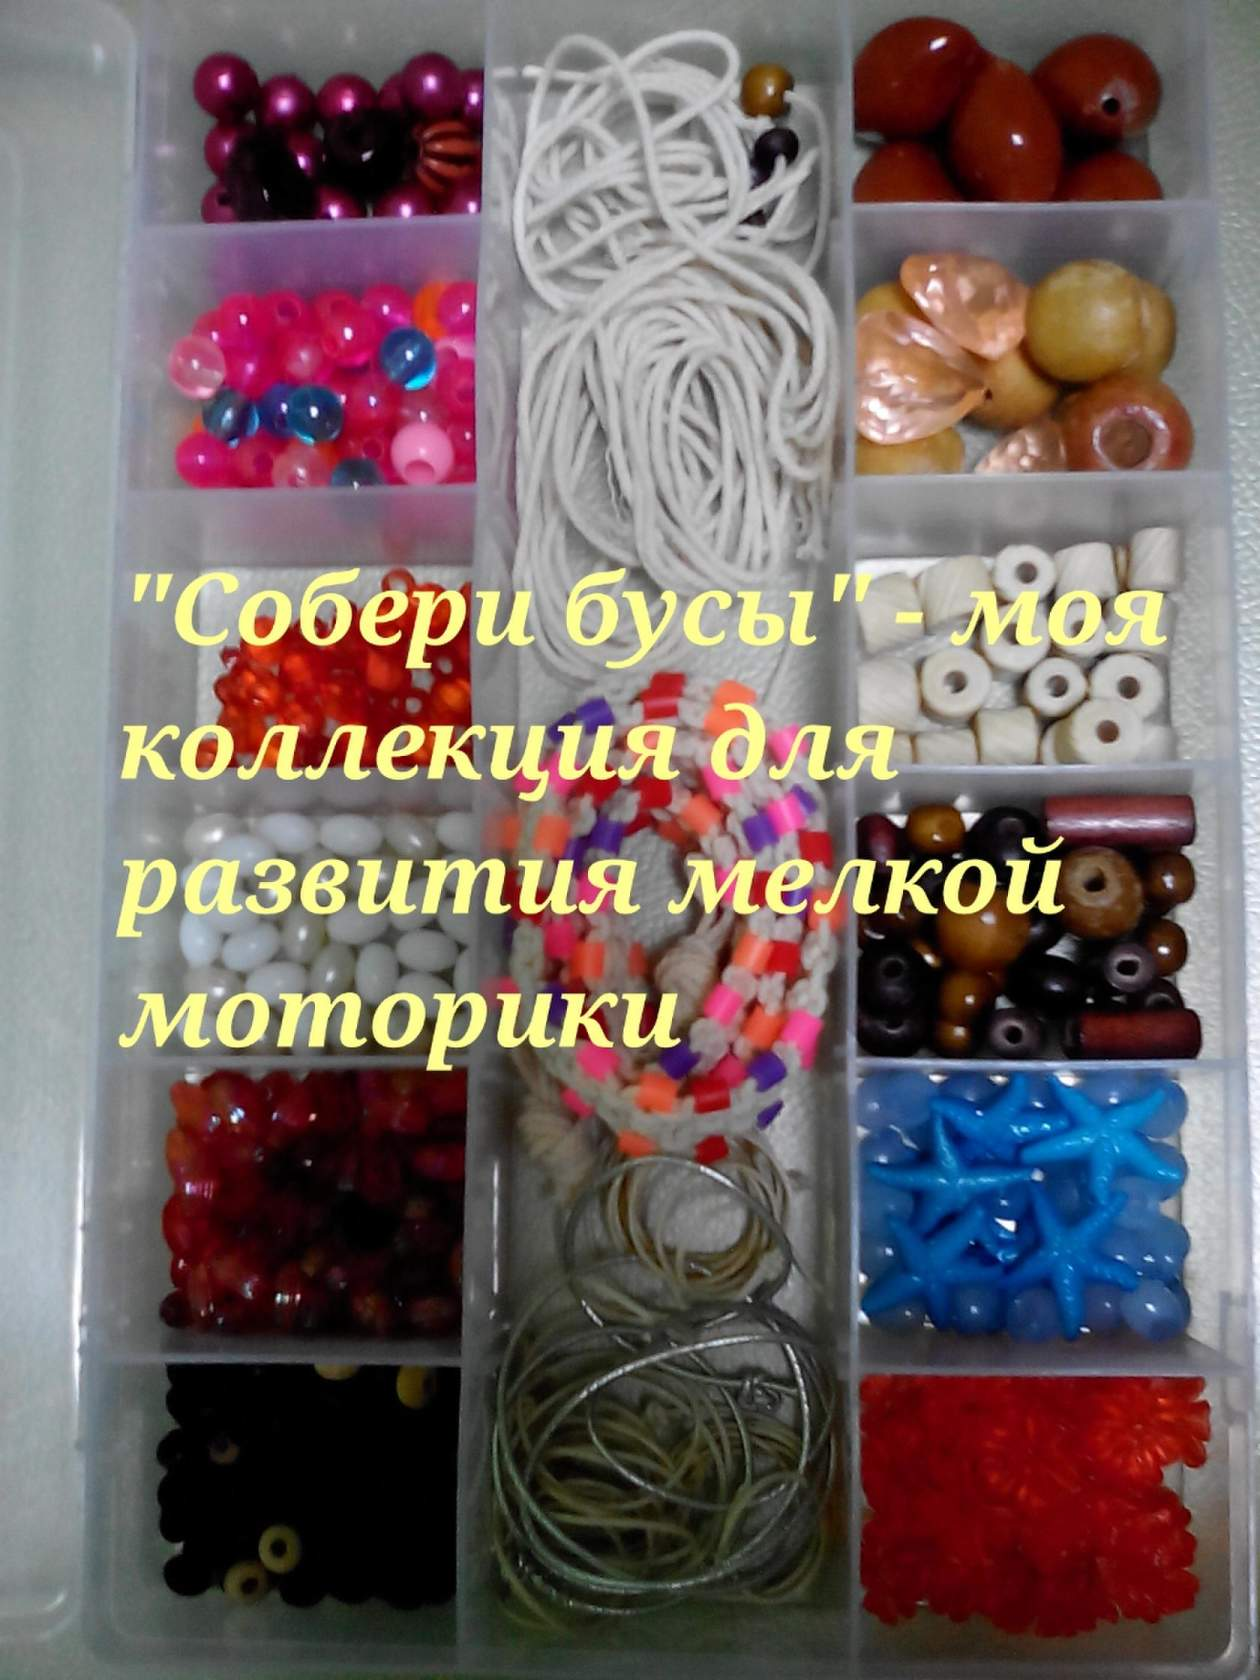 "Собери бусы" - моя
коллекция для
развития мелкой
моторики